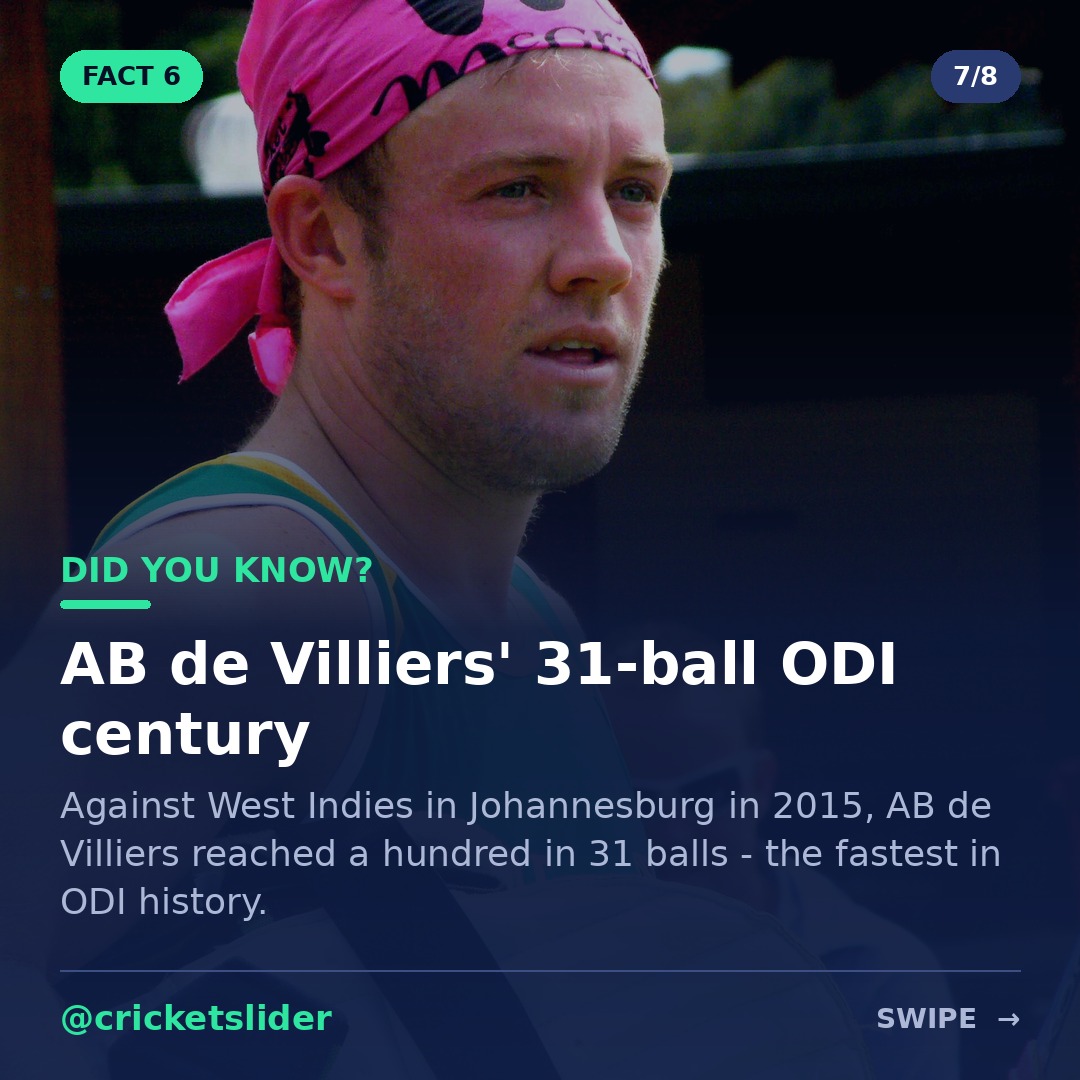 McGra
FACT 6
7/8
DID YOU KNOW?
AB de Villiers' 31-ball ODI
century
Against West Indies in Johannesburg in 2015, AB de
Villiers reached a hundred in 31 balls - the fastest in
ODI history.
@cricketslider
SWIPE →